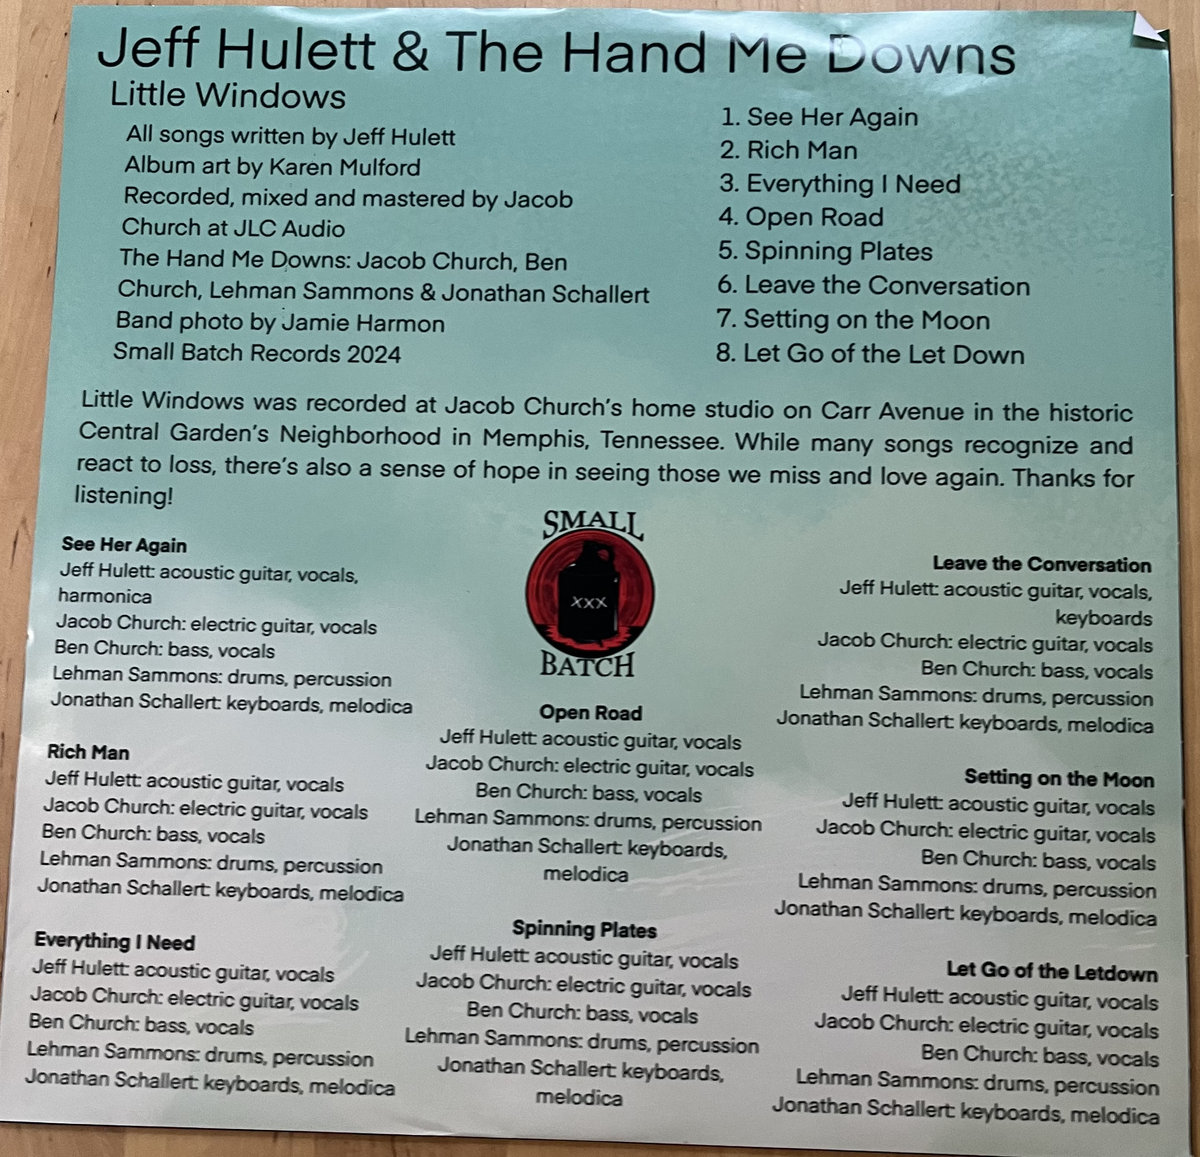 Jeff Hulett & The Hand Me Downs
Little Windows
All songs written by Jeff Hulett
Album art by Karen Mulford
Recorded, mixed and mastered by Jacob
Church at JLC Audio
The Hand Me Downs: Jacob Church, Ben
Church, Lehman Sammons & Jonathan Schallert
Band photo by Jamie Harmon
Small Batch Records 2024
1. See Her Again
2. Rich Man
3. Everything I Need
4. Open Road
5. Spinning Plates
6. Leave the Conversation
7. Setting on the Moon
8. Let Go of the Let Down
Little Windows was recorded at Jacob Church's home studio on Carr Avenue in the historic
Central Garden's Neighborhood in Memphis, Tennessee. While many songs recognize and
react to loss, there's also a sense of hope in seeing those we miss and love again. Thanks for
listening!
See Her Again
Jeff Hulett: acoustic guitar, vocals,
harmonica
Jacob Church: electric guitar, vocals
Ben Church: bass, vocals
Lehman Sammons: drums, percussion
Jonathan Schallert: keyboards, melodica
Rich Man
Jeff Hulett: acoustic guitar, vocals
Jacob Church: electric guitar, vocals
Ben Church: bass, vocals
Lehman Sammons: drums, percussion
Jonathan Schallert: keyboards, melodica
Everything I Need
Jeff Hulett: acoustic guitar, vocals
Jacob Church: electric guitar, vocals
Ben Church: bass, vocals
Lehman Sammons: drums, percussion
Jonathan Schallert: keyboards, melodica
SMALL
XXX
BATCH
Open Road
Jeff Hulett: acoustic guitar, vocals
Jacob Church: electric guitar, vocals
Ben Church: bass, vocals
Lehman Sammons: drums, percussion
Jonathan Schallert: keyboards,
melodica
Spinning Plates
Jeff Hulett: acoustic guitar, vocals
Jacob Church: electric guitar, vocals
Ben Church: bass, vocals
Lehman Sammons: drums, percussion
Jonathan Schallert: keyboards,
melodica
Leave the Conversation
Jeff Hulett: acoustic guitar, vocals,
keyboards
Jacob Church: electric guitar, vocals
Ben Church: bass, vocals
Lehman Sammons: drums, percussion
Jonathan Schallert: keyboards, melodica
Setting on the Moon
Jeff Hulett: acoustic guitar, vocals
Jacob Church: electric guitar, vocals
Ben Church: bass, vocals
Lehman Sammons: drums, percussion
Jonathan Schallert: keyboards, melodica
Let Go of the Letdown
Jeff Hulett: acoustic guitar, vocals
Jacob Church: electric guitar, vocals
Ben Church: bass, vocals
Lehman Sammons: drums, percussion
Jonathan Schallert: keyboards, melodica